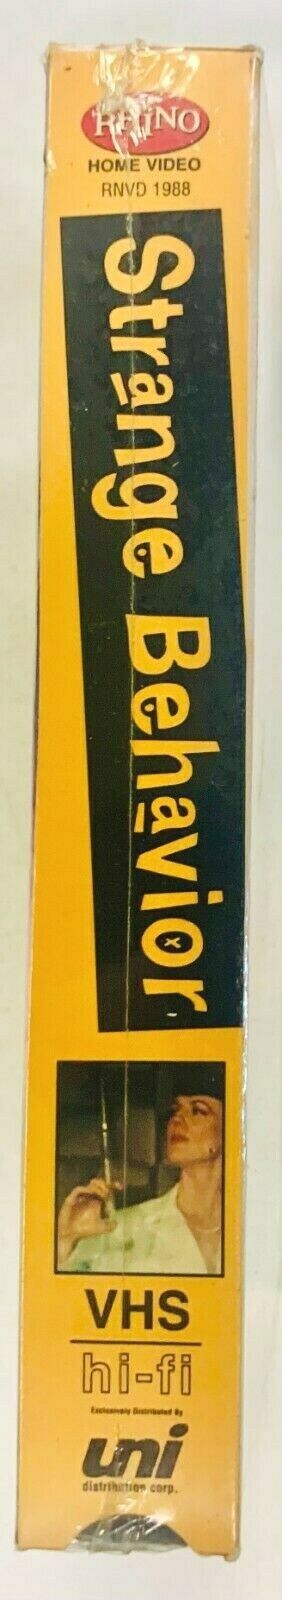 RHINO
HOME VIDEO
RNVD 1988
Strange Behavior
VHS
hi-fi
Exclusively Distributed By
uni
distribution corp.